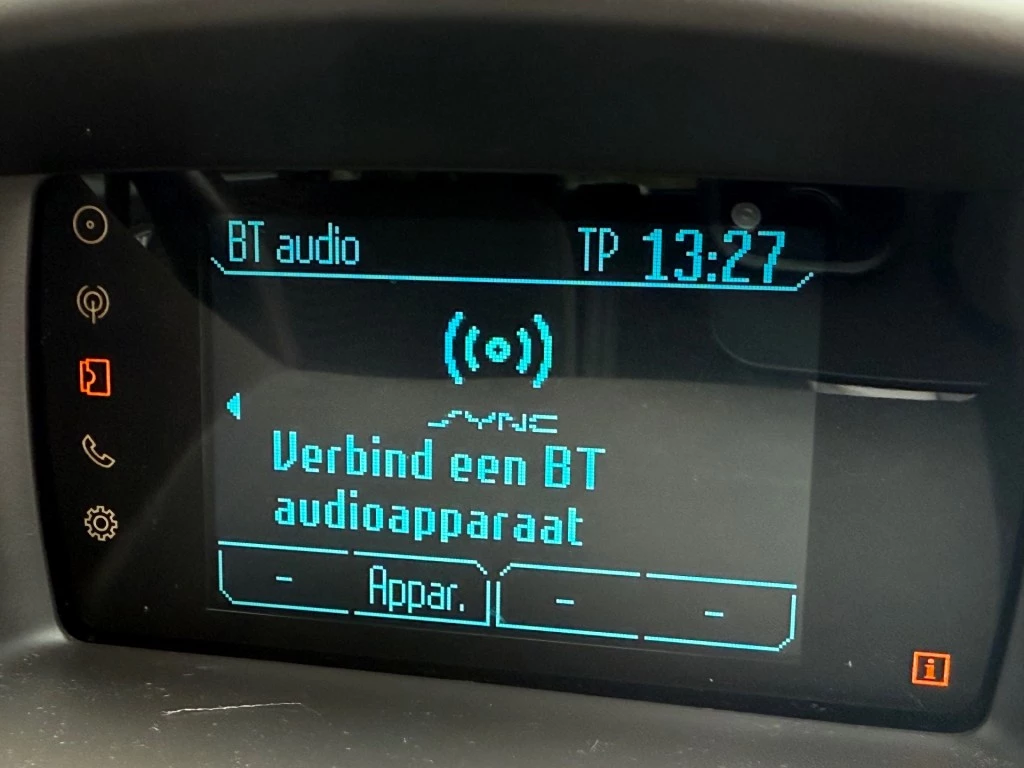 BT audio TP 13:27
SYNC
Verbind een BT
audioapparaat
- Appar. - -
i